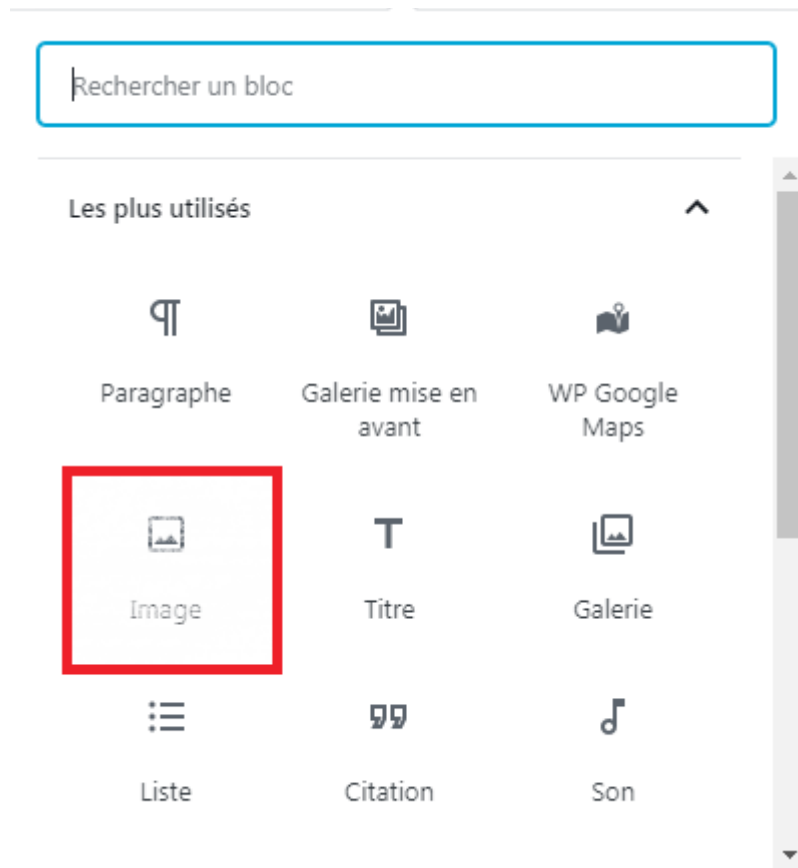 Rechercher un bloc
Les plus utilisés
Paragraphe
Galerie mise en
avant
WP Google
Maps
Image
Titre
Galerie
Liste
Citation
Son